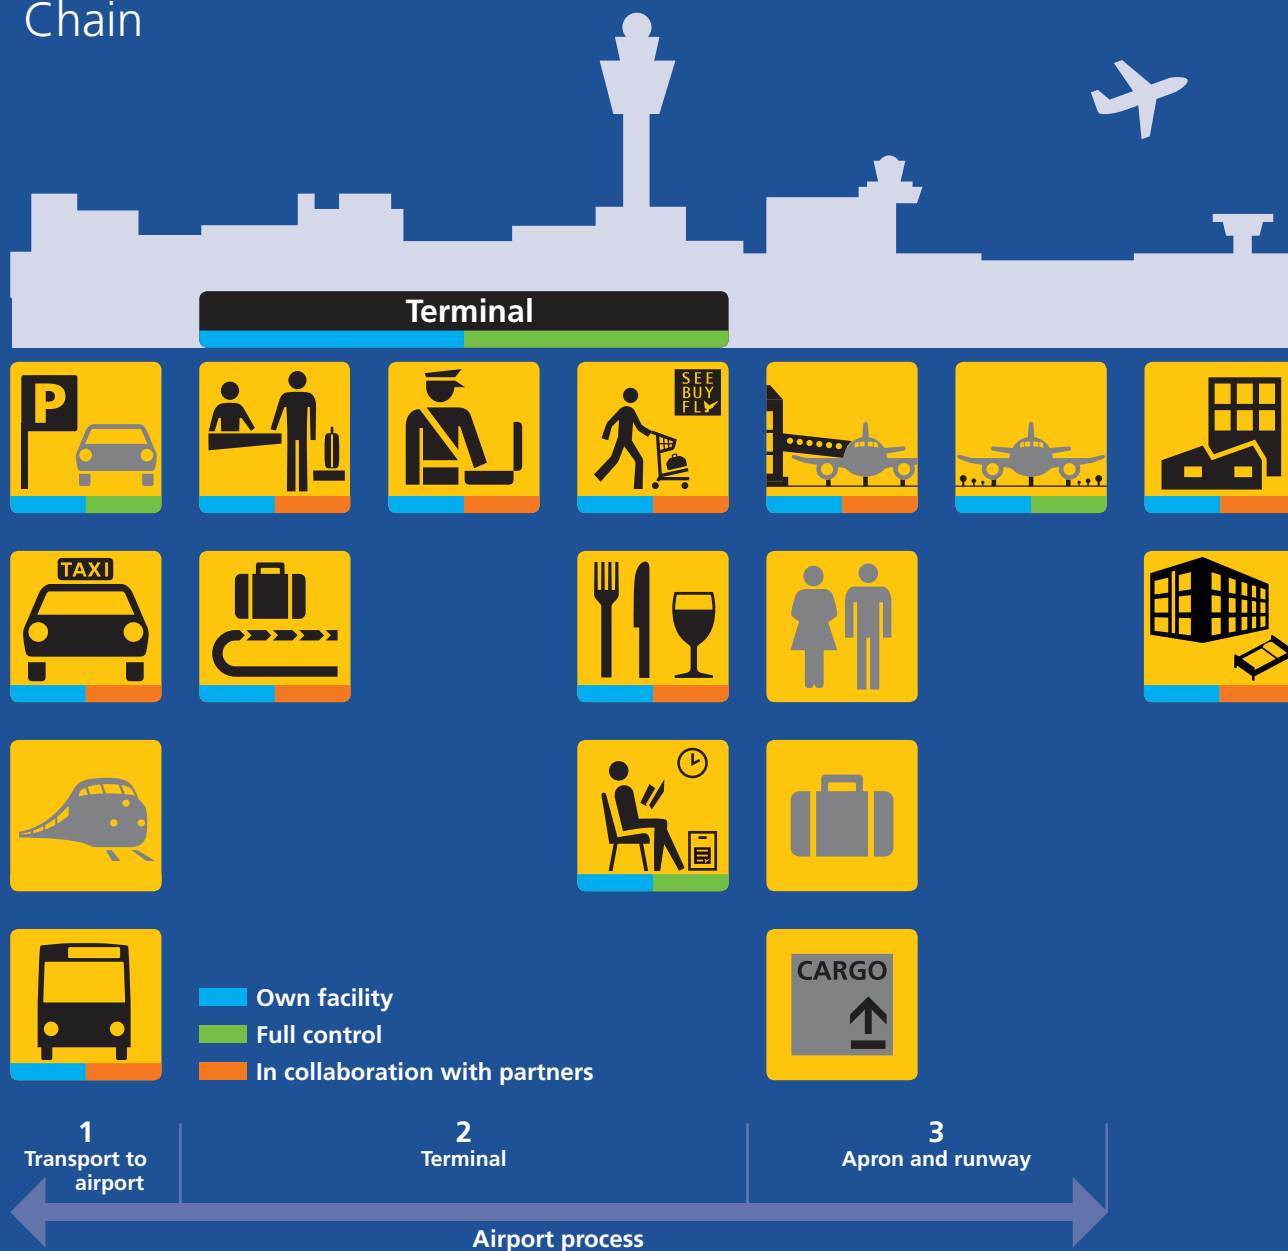 Chain
Terminal
P
SEE
BUY
FLY
TAXI
CARGO
Own facility
Full control
In collaboration with partners
1
Transport to
airport
2
Terminal
3
Apron and runway
Airport process